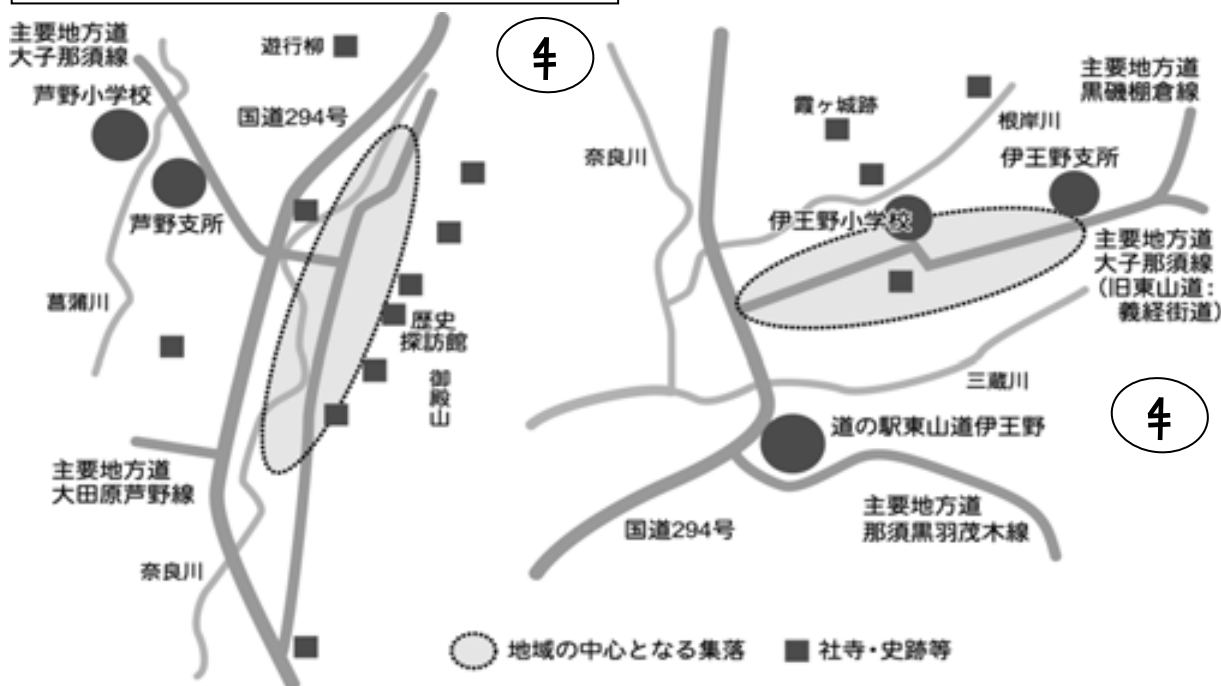 主要地方道
大子那須線
芦野小学校
遊行柳
国道294号
芦野支所
菖蒲川
歴史
探訪館
御殿山
主要地方道
大田原芦野線
奈良川
奈良川
霞ヶ城跡
根岸川
主要地方道
黒磯棚倉線
伊王野支所
伊王野小学校
主要地方道
大子那須線
(旧東山道:
義経街道)
三蔵川
道の駅東山道伊王野
国道294号
主要地方道
那須黒羽茂木線
地域の中心となる集落
社寺・史跡等